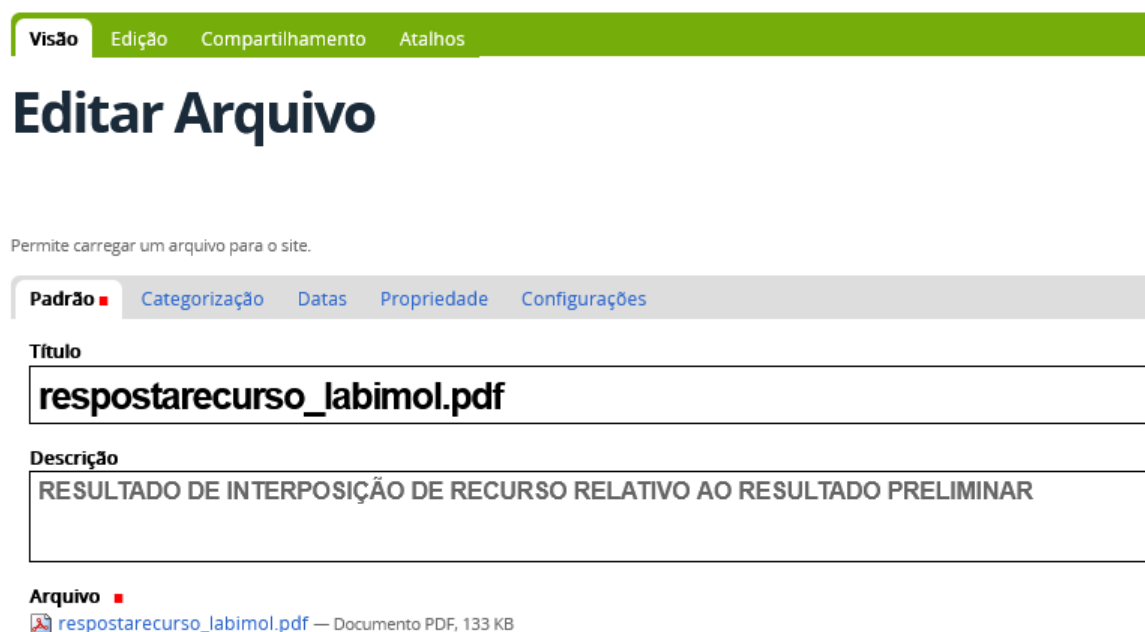 Visão Edição Compartilhamento Atalhos
Editar Arquivo
Permite carregar um arquivo para o site.
Padrão Categorização Datas Propriedade Configurações
Título
respostarecurso_labimol.pdf
Descrição
RESULTADO DE INTERPOSIÇÃO DE RECURSO RELATIVO AO RESULTADO PRELIMINAR
Arquivo
respostarecurso_labimol.pdf — Documento PDF, 133 KB